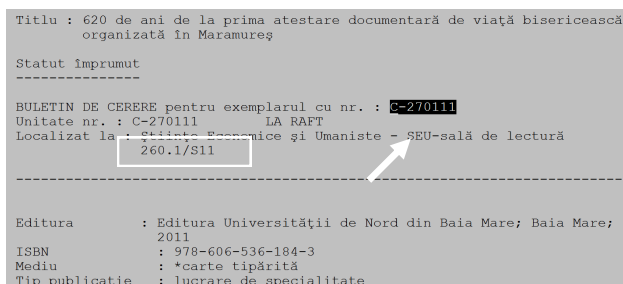 Titlu : 620 de ani de la prima atestare documentară de viaţă bisericească
organizată în Maramureş
Statut împrumut
---------------
BULETIN DE CERERE pentru exemplarul cu nr. : C-270111
Unitate nr. : C-270111 LA RAFT
Localizat la : Ştiinţe Economice şi Umaniste - SEU-sală de lectură
260.1/S11
Editura : Editura Universităţii de Nord din Baia Mare; Baia Mare;
2011
ISBN : 978-606-536-184-3
Mediu : *carte tipărită
Tip publicatie : lucrare de specialitate